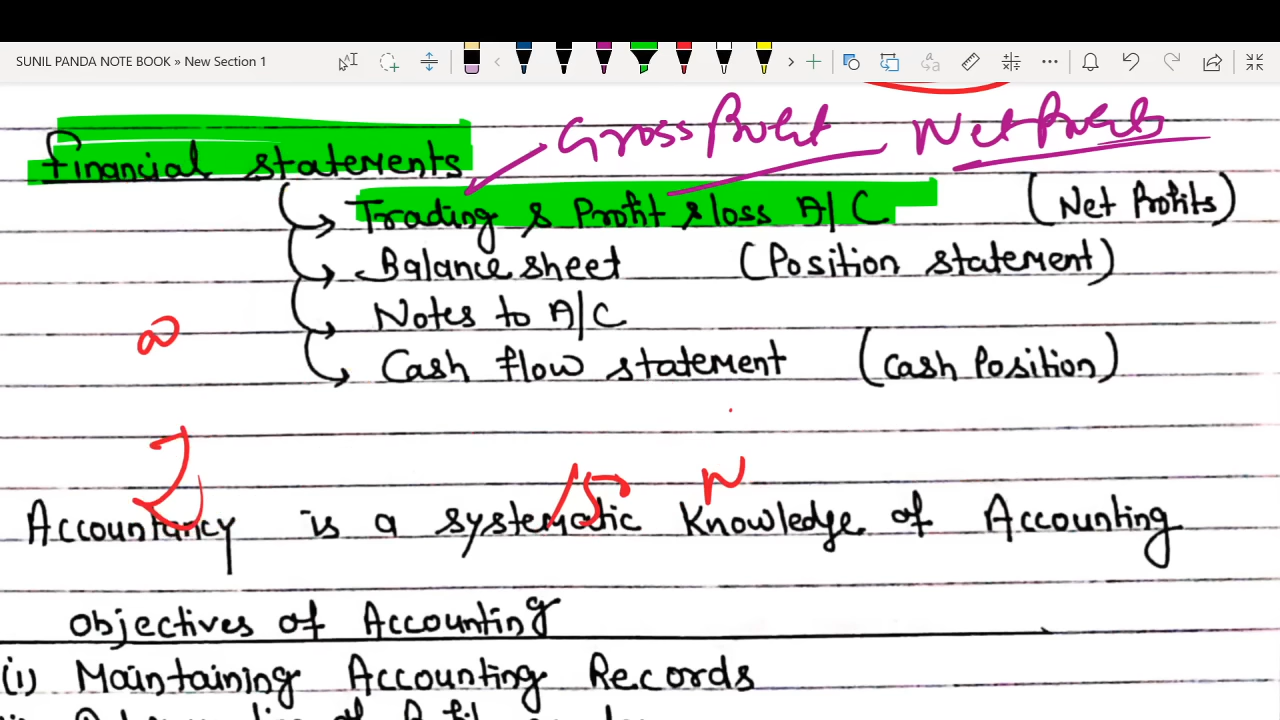 SUNIL PANDA NOTE BOOK » New Section 1
Gross Profit Net Profits
Financial statements
Trading & Profit & loss A/C (Net Profits)
Balance sheet (Position statement)
Notes to A/C
Cash flow statement (Cash Position)
Accountancy is a systematic Knowledge of Accounting
Objectives of Accounting
(i) Maintaining Accounting Records